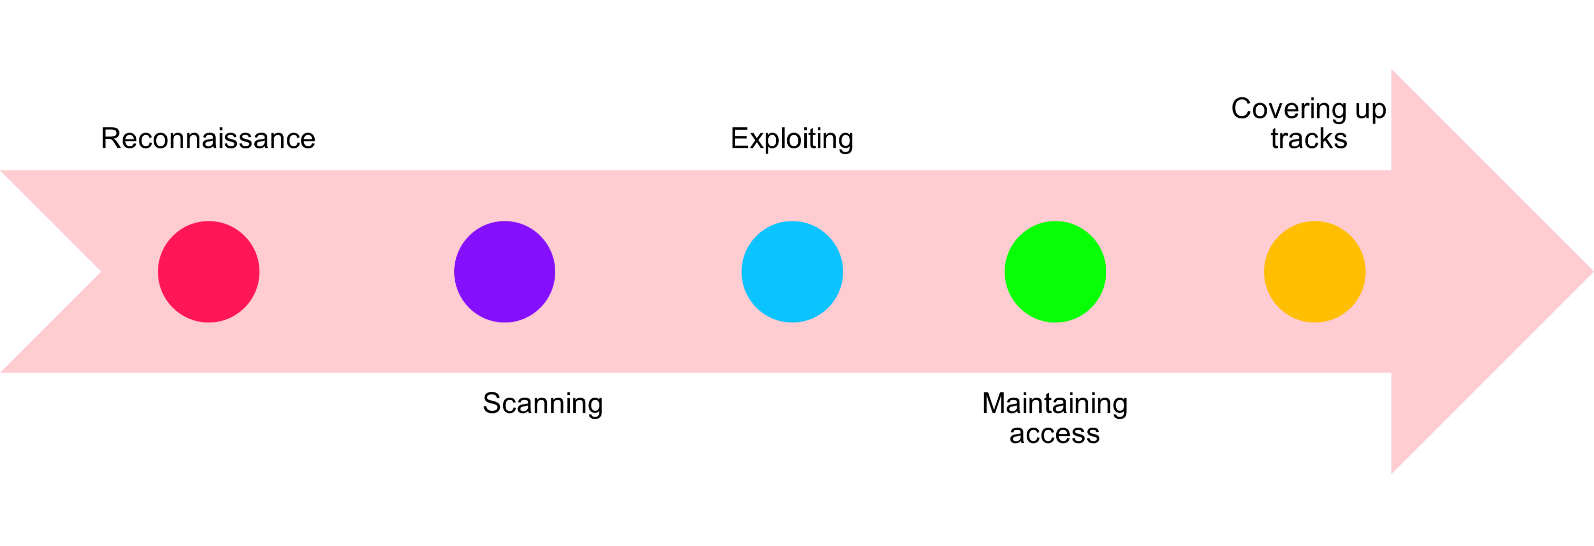 Reconnaissance
Scanning
Exploiting
Maintaining
access
Covering up
tracks